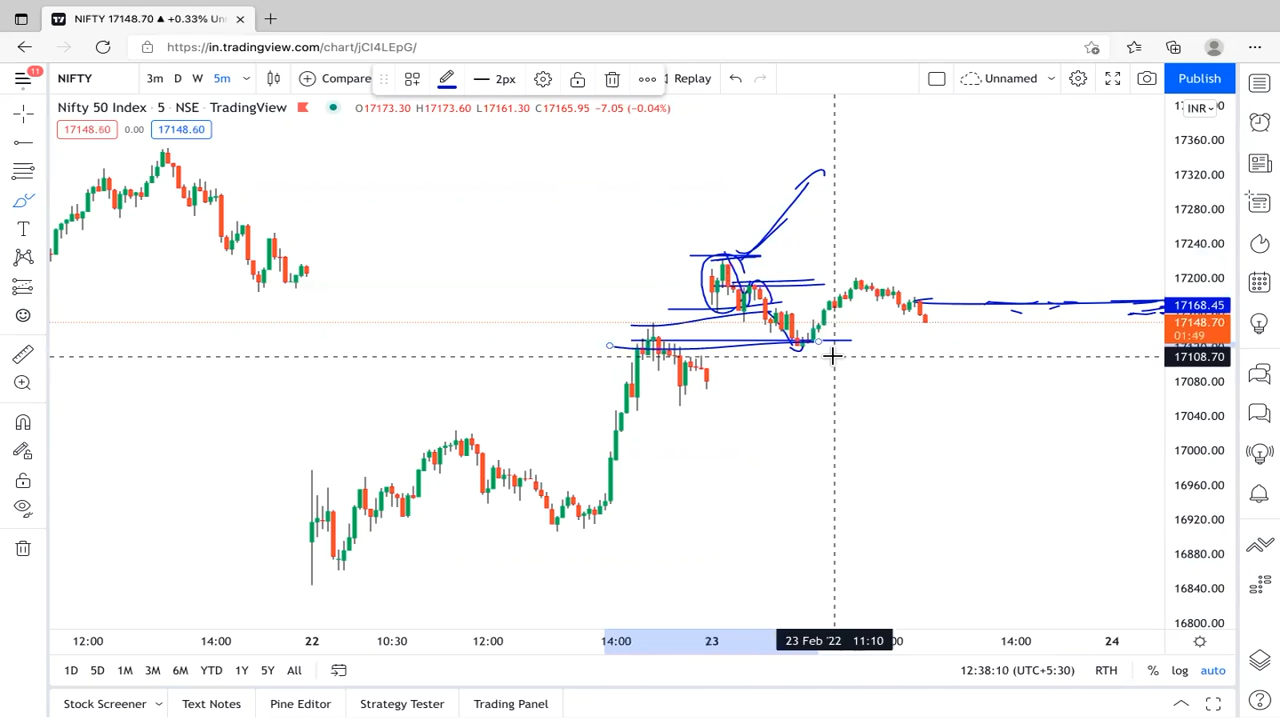 NIFTY 17148.70 ▲ +0.33% Un
https://in.tradingview.com/chart/jCI4LEpG/
11
NIFTY 3m D W 5m Compare 2px Replay Unnamed Publish
Nifty 50 Index • 5 • NSE • TradingView O17173.30 H17173.60 L17161.30 C17165.95 −7.05 (−0.04%)
INR
17148.60 0.00 17148.60
17360.00
17320.00
17280.00
17240.00
17200.00
17168.45
17148.70
01:49
17108.70
17080.00
17040.00
17000.00
16960.00
16920.00
16880.00
16840.00
16800.00
12:00 14:00 22 10:30 12:00 14:00 23 23 Feb '22 11:10 :00 14:00 24
1D 5D 1M 3M 6M YTD 1Y 5Y All 12:38:10 (UTC+5:30) RTH % log auto
Stock Screener Text Notes Pine Editor Strategy Tester Trading Panel